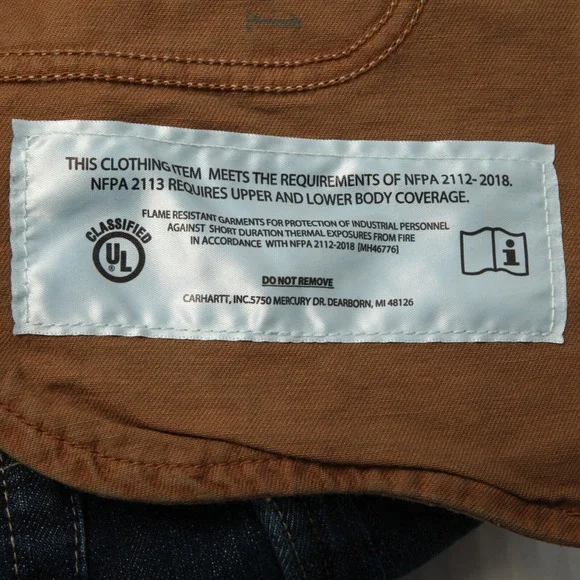 THIS CLOTHING ITEM MEETS THE REQUIREMENTS OF NFPA 2112-2018.
NFPA 2113 REQUIRES UPPER AND LOWER BODY COVERAGE.
FLAME RESISTANT GARMENTS FOR PROTECTION OF INDUSTRIAL PERSONNEL
AGAINST SHORT DURATION THERMAL EXPOSURES FROM FIRE
IN ACCORDANCE WITH NFPA 2112-2018 [MH46776]
CLASSIFIED
UL
i
DO NOT REMOVE
CARHARTT, INC.5750 MERCURY DR. DEARBORN, MI 48126